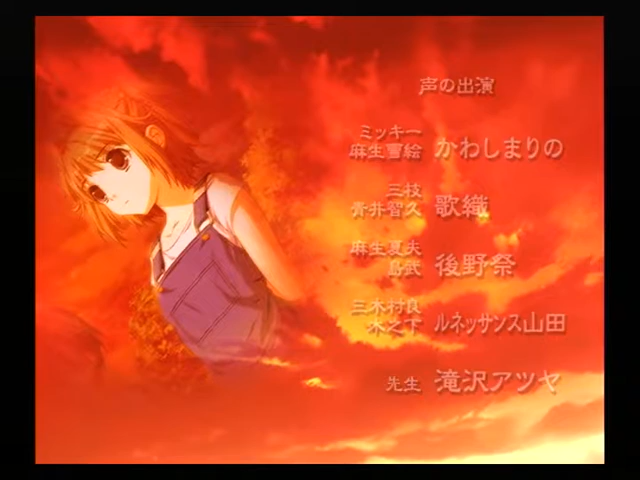 声の出演
ミッキー
麻生雪絵 かわしまりの
三枝
青井智久 歌織
麻生夏夫
島武 後野祭
三木村良
木之下 ルネッサンス山田
先生 滝沢アツヤ